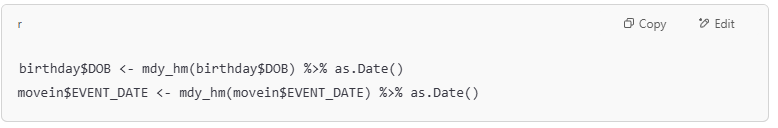 r
Copy
Edit
birthday$DOB <- mdy_hm(birthday$DOB) %>% as.Date()
movein$EVENT_DATE <- mdy_hm(movein$EVENT_DATE) %>% as.Date()